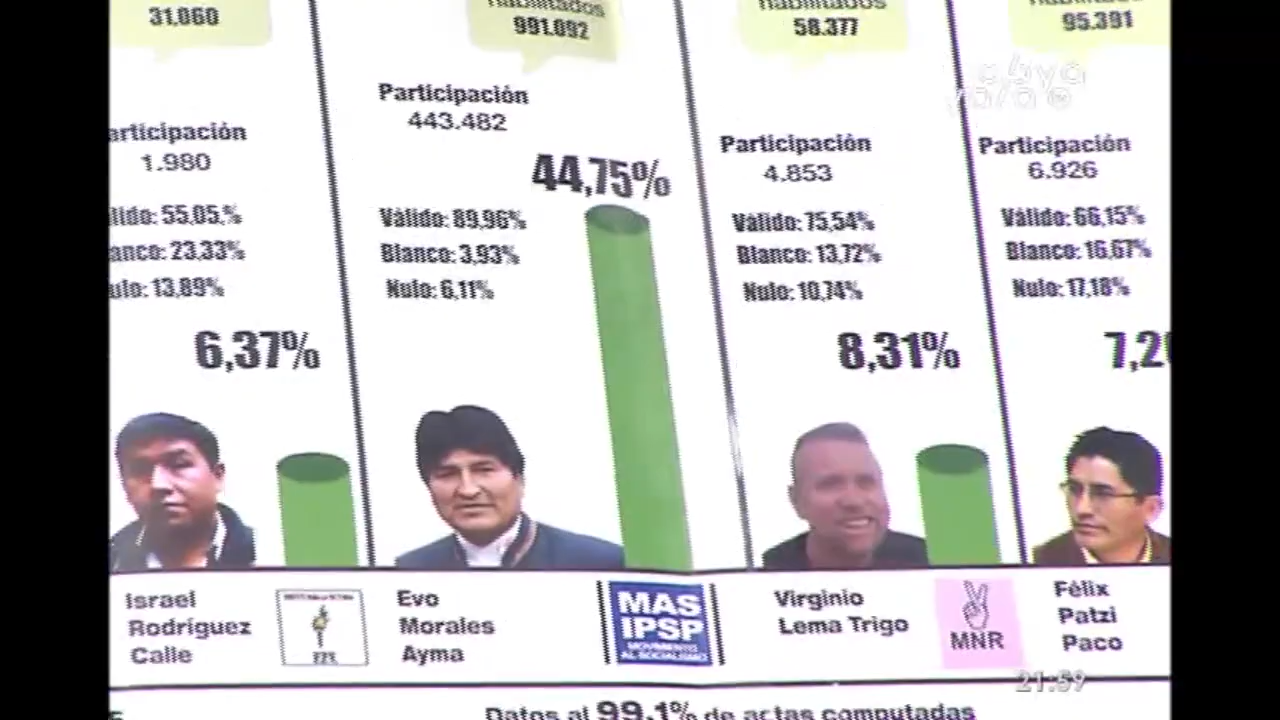 31.060
habilitados
991.092
habilitados
58.377
habilitados
95.391
Participación
1.980
Válido: 55,05,%
Blanco: 23,33%
Nulo: 13,89%
6,37%
Participación
443.482
44,75%
Válido: 89,96%
Blanco: 3,93%
Nulo: 6,11%
Participación
4.853
Válido: 75,54%
Blanco: 13,72%
Nulo: 10,74%
8,31%
Participación
6.926
Válido: 66,15%
Blanco: 16,67%
Nulo: 17,18%
7,2
Israel
Rodríguez
Calle
Evo
Morales
Ayma
MAS
IPSP
MOVIMIENTO
AL SOCIALISMO
Virginio
Lema Trigo
MNR
Félix
Patzi
Paco
abya
yala
21:59
Datos al 99,1% de actas computadas